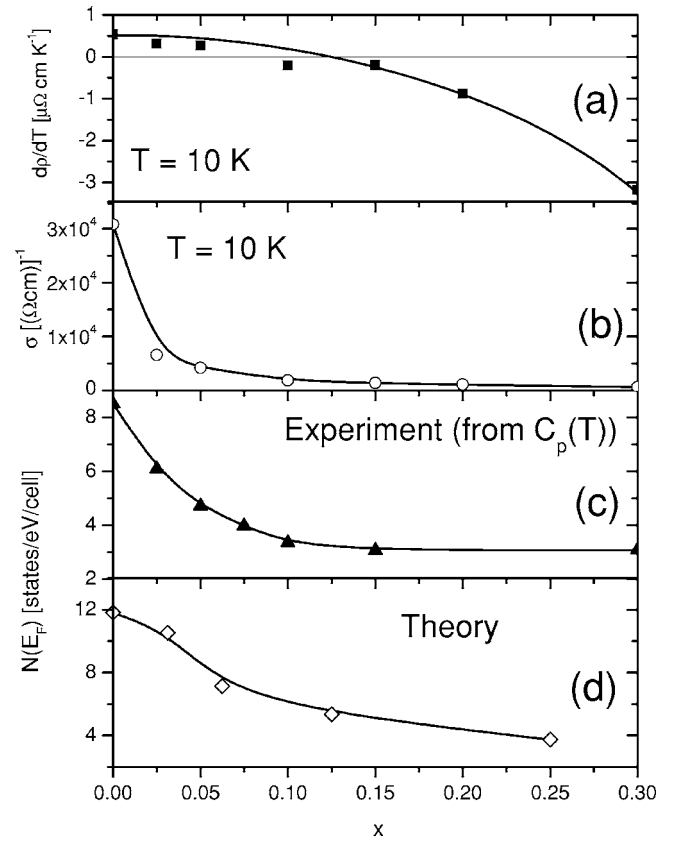 dρ/dT [μΩ cm K⁻¹]
1
0
-1
-2
-3
T = 10 K
(a)
σ [(Ωcm)]⁻¹
3x10⁴
2x10⁴
1x10⁴
0
T = 10 K
(b)
N(E_F) [states/eV/cell]
8
6
4
2
Experiment (from C_p(T))
(c)
12
8
4
Theory
(d)
0.00 0.05 0.10 0.15 0.20 0.25 0.30
x